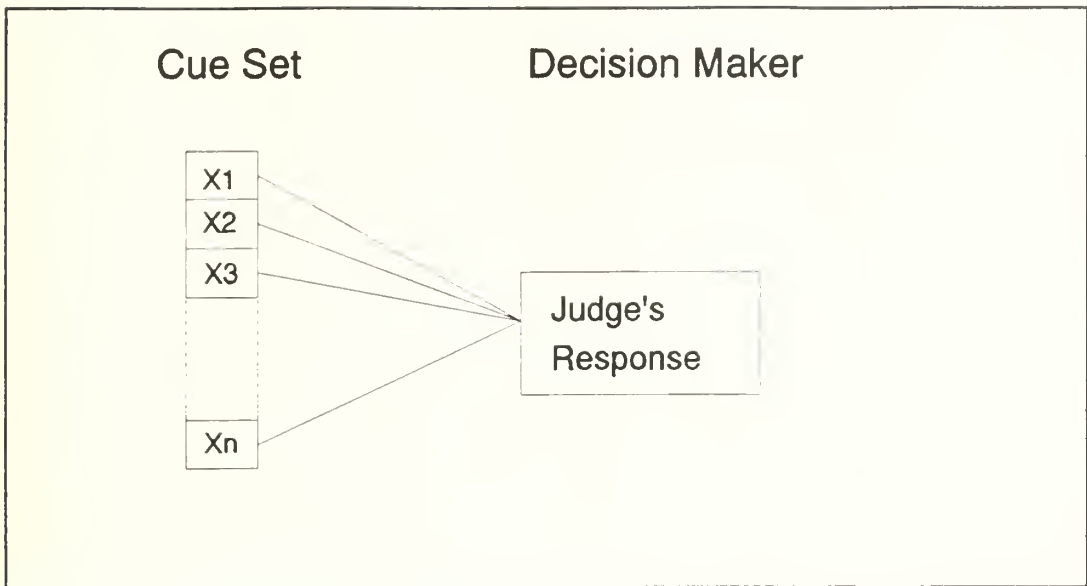 Cue Set
Decision Maker
X1
X2
X3
Xn
Judge's
Response